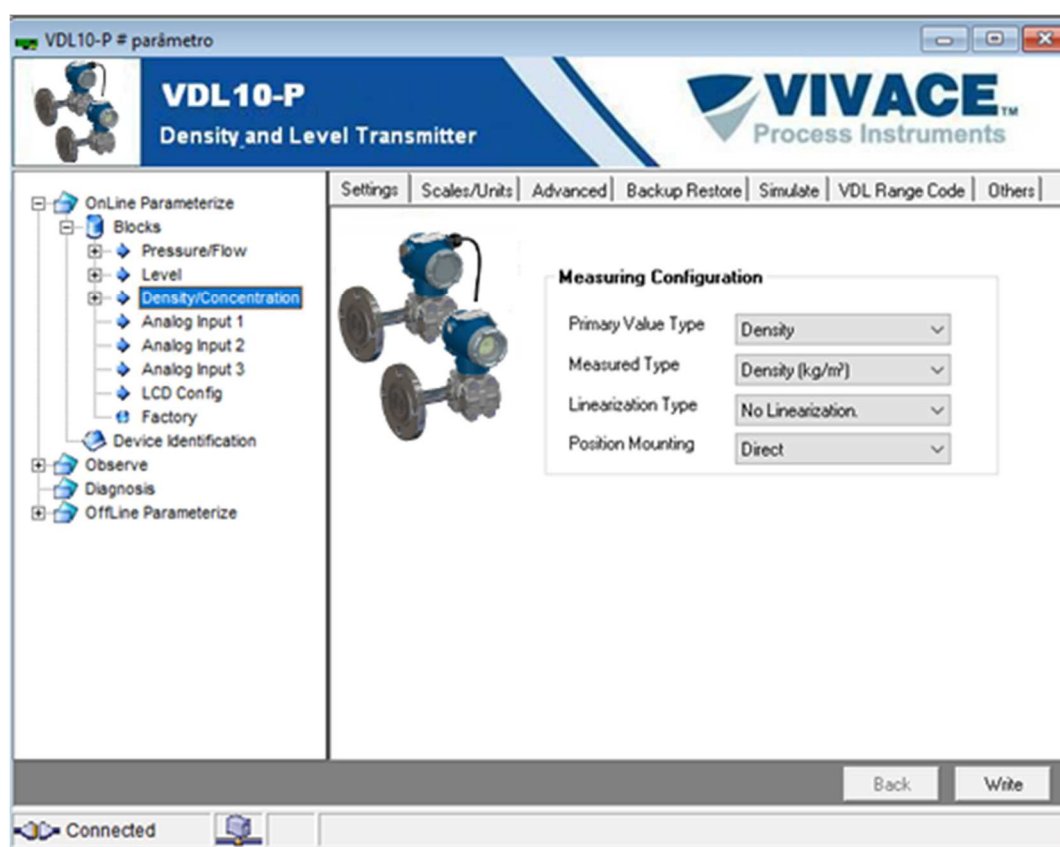 VDL10-P # parâmetro
VDL10-P
Density and Level Transmitter
VIVACE™
Process Instruments
Settings
Scales/Units
Advanced
Backup Restore
Simulate
VDL Range Code
Others
OnLine Parameterize
Blocks
Pressure/Flow
Level
Density/Concentration
Analog Input 1
Analog Input 2
Analog Input 3
LCD Config
Factory
Device Identification
Observe
Diagnosis
OffLine Parameterize
Measuring Configuration
Primary Value Type
Density
Measured Type
Density (kg/m³)
Linearization Type
No Linearization.
Position Mounting
Direct
Back
Write
Connected